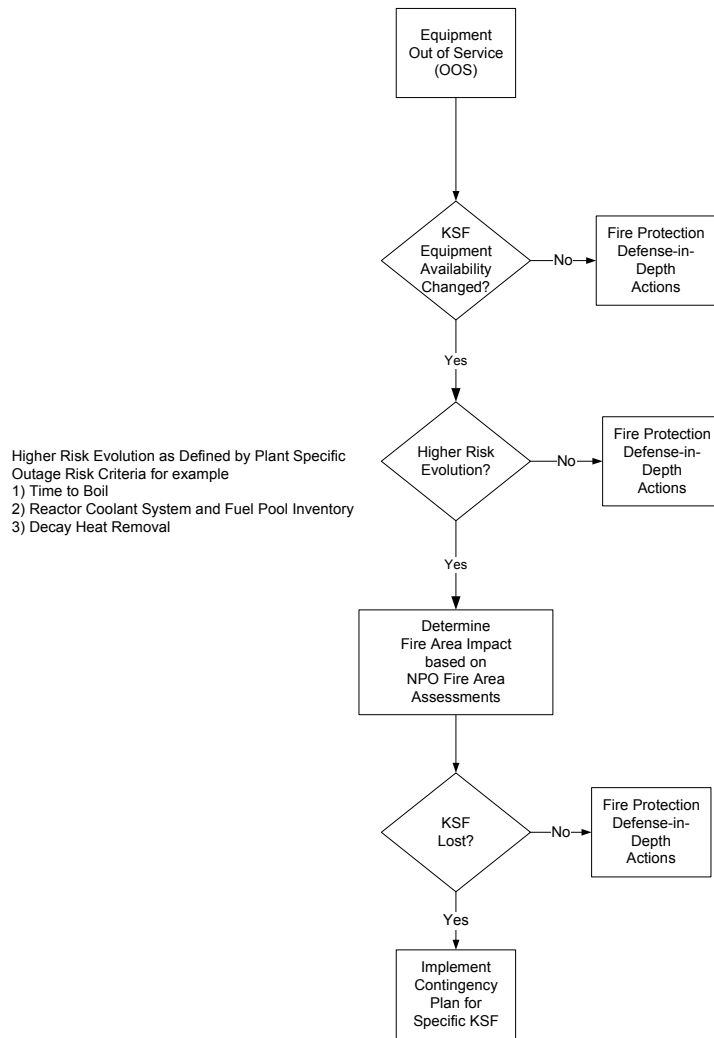 Equipment
Out of Service
(OOS)
KSF
Equipment
Availability
Changed?
No
Fire Protection
Defense-in-
Depth
Actions
Yes
Higher Risk Evolution as Defined by Plant Specific
Outage Risk Criteria for example
1) Time to Boil
2) Reactor Coolant System and Fuel Pool Inventory
3) Decay Heat Removal
Higher Risk
Evolution?
No
Fire Protection
Defense-in-
Depth
Actions
Yes
Determine
Fire Area Impact
based on
NPO Fire Area
Assessments
KSF
Lost?
No
Fire Protection
Defense-in-
Depth
Actions
Yes
Implement
Contingency
Plan for
Specific KSF